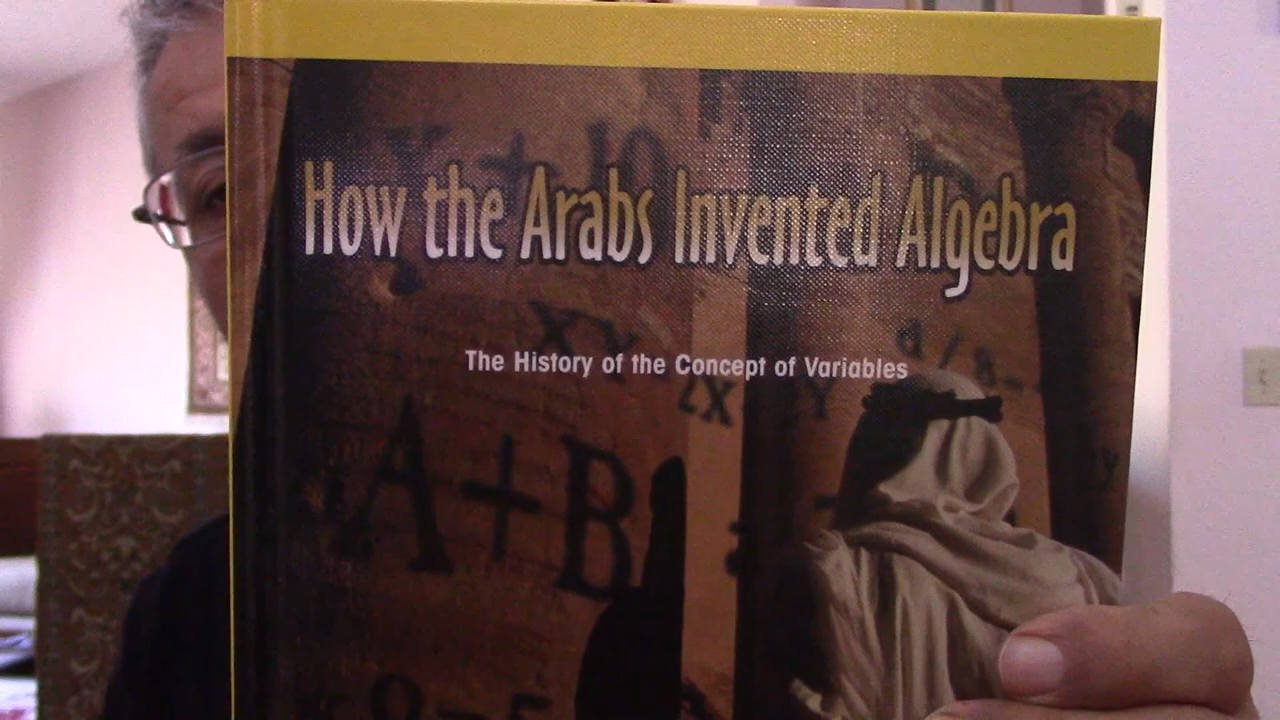 How the Arabs Invented Algebra
The History of the Concept of Variables
A+B